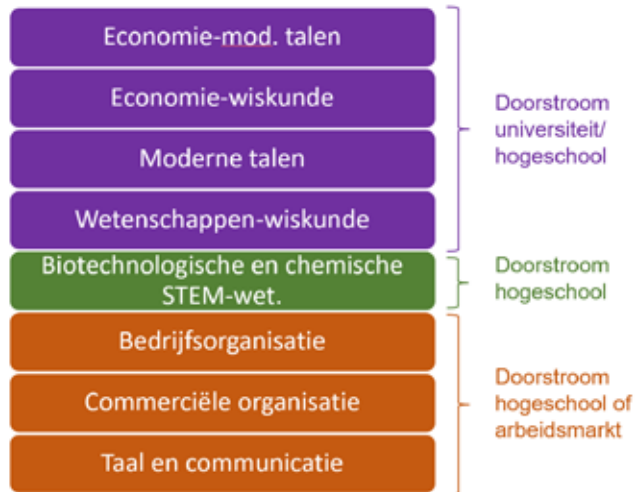 Economie-mod. talen
Economie-wiskunde
Moderne talen
Wetenschappen-wiskunde
Doorstroom
universiteit/
hogeschool
Biotechnologische en chemische
STEM-wet.
Doorstroom
hogeschool
Bedrijfsorganisatie
Commerciële organisatie
Taal en communicatie
Doorstroom
hogeschool of
arbeidsmarkt